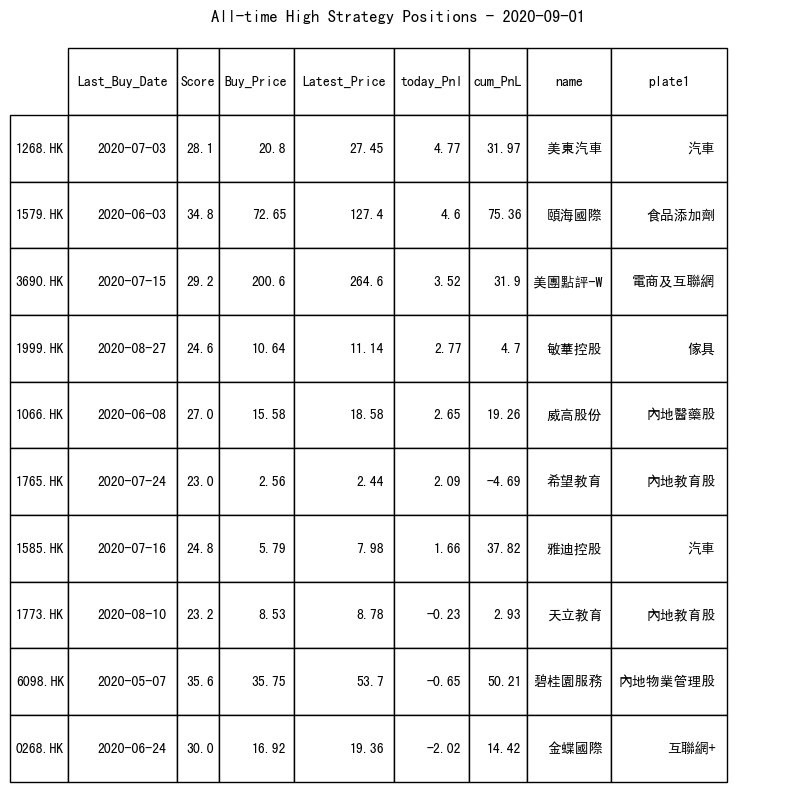 All-time High Strategy Positions - 2020-09-01
Last_Buy_Date Score Buy_Price Latest_Price today_Pnl cum_PnL name plate1
1268.HK 2020-07-03 28.1 20.8 27.45 4.77 31.97 美東汽車 汽車
1579.HK 2020-06-03 34.8 72.65 127.4 4.6 75.36 頤海國際 食品添加劑
3690.HK 2020-07-15 29.2 200.6 264.6 3.52 31.9 美團點評-W 電商及互聯網
1999.HK 2020-08-27 24.6 10.64 11.14 2.77 4.7 敏華控股 傢具
1066.HK 2020-06-08 27.0 15.58 18.58 2.65 19.26 威高股份 內地醫藥股
1765.HK 2020-07-24 23.0 2.56 2.44 2.09 -4.69 希望教育 內地教育股
1585.HK 2020-07-16 24.8 5.79 7.98 1.66 37.82 雅迪控股 汽車
1773.HK 2020-08-10 23.2 8.53 8.78 -0.23 2.93 天立教育 內地教育股
6098.HK 2020-05-07 35.6 35.75 53.7 -0.65 50.21 碧桂園服務 內地物業管理股
0268.HK 2020-06-24 30.0 16.92 19.36 -2.02 14.42 金蝶國際 互聯網+